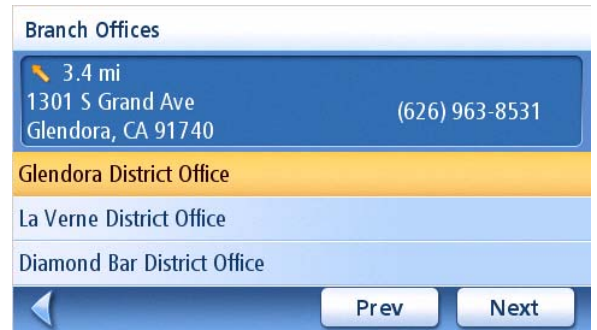 Branch Offices
3.4 mi
1301 S Grand Ave
(626) 963-8531
Glendora, CA 91740
Glendora District Office
La Verne District Office
Diamond Bar District Office
Prev
Next